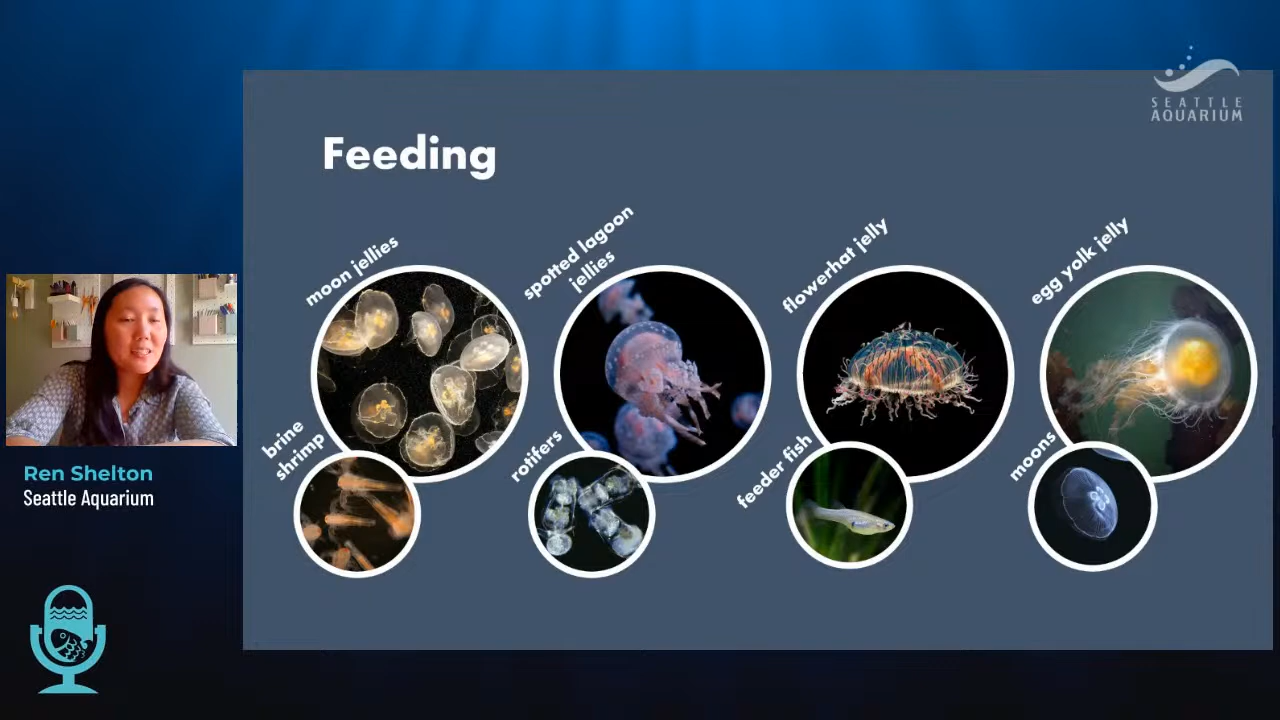 SEATTLE
AQUARIUM
Feeding
moon jellies
spotted lagoon
jellies
flowerhat jelly
egg yolk jelly
brine
shrimp
rotifers
feeder fish
moons
Ren Shelton
Seattle Aquarium